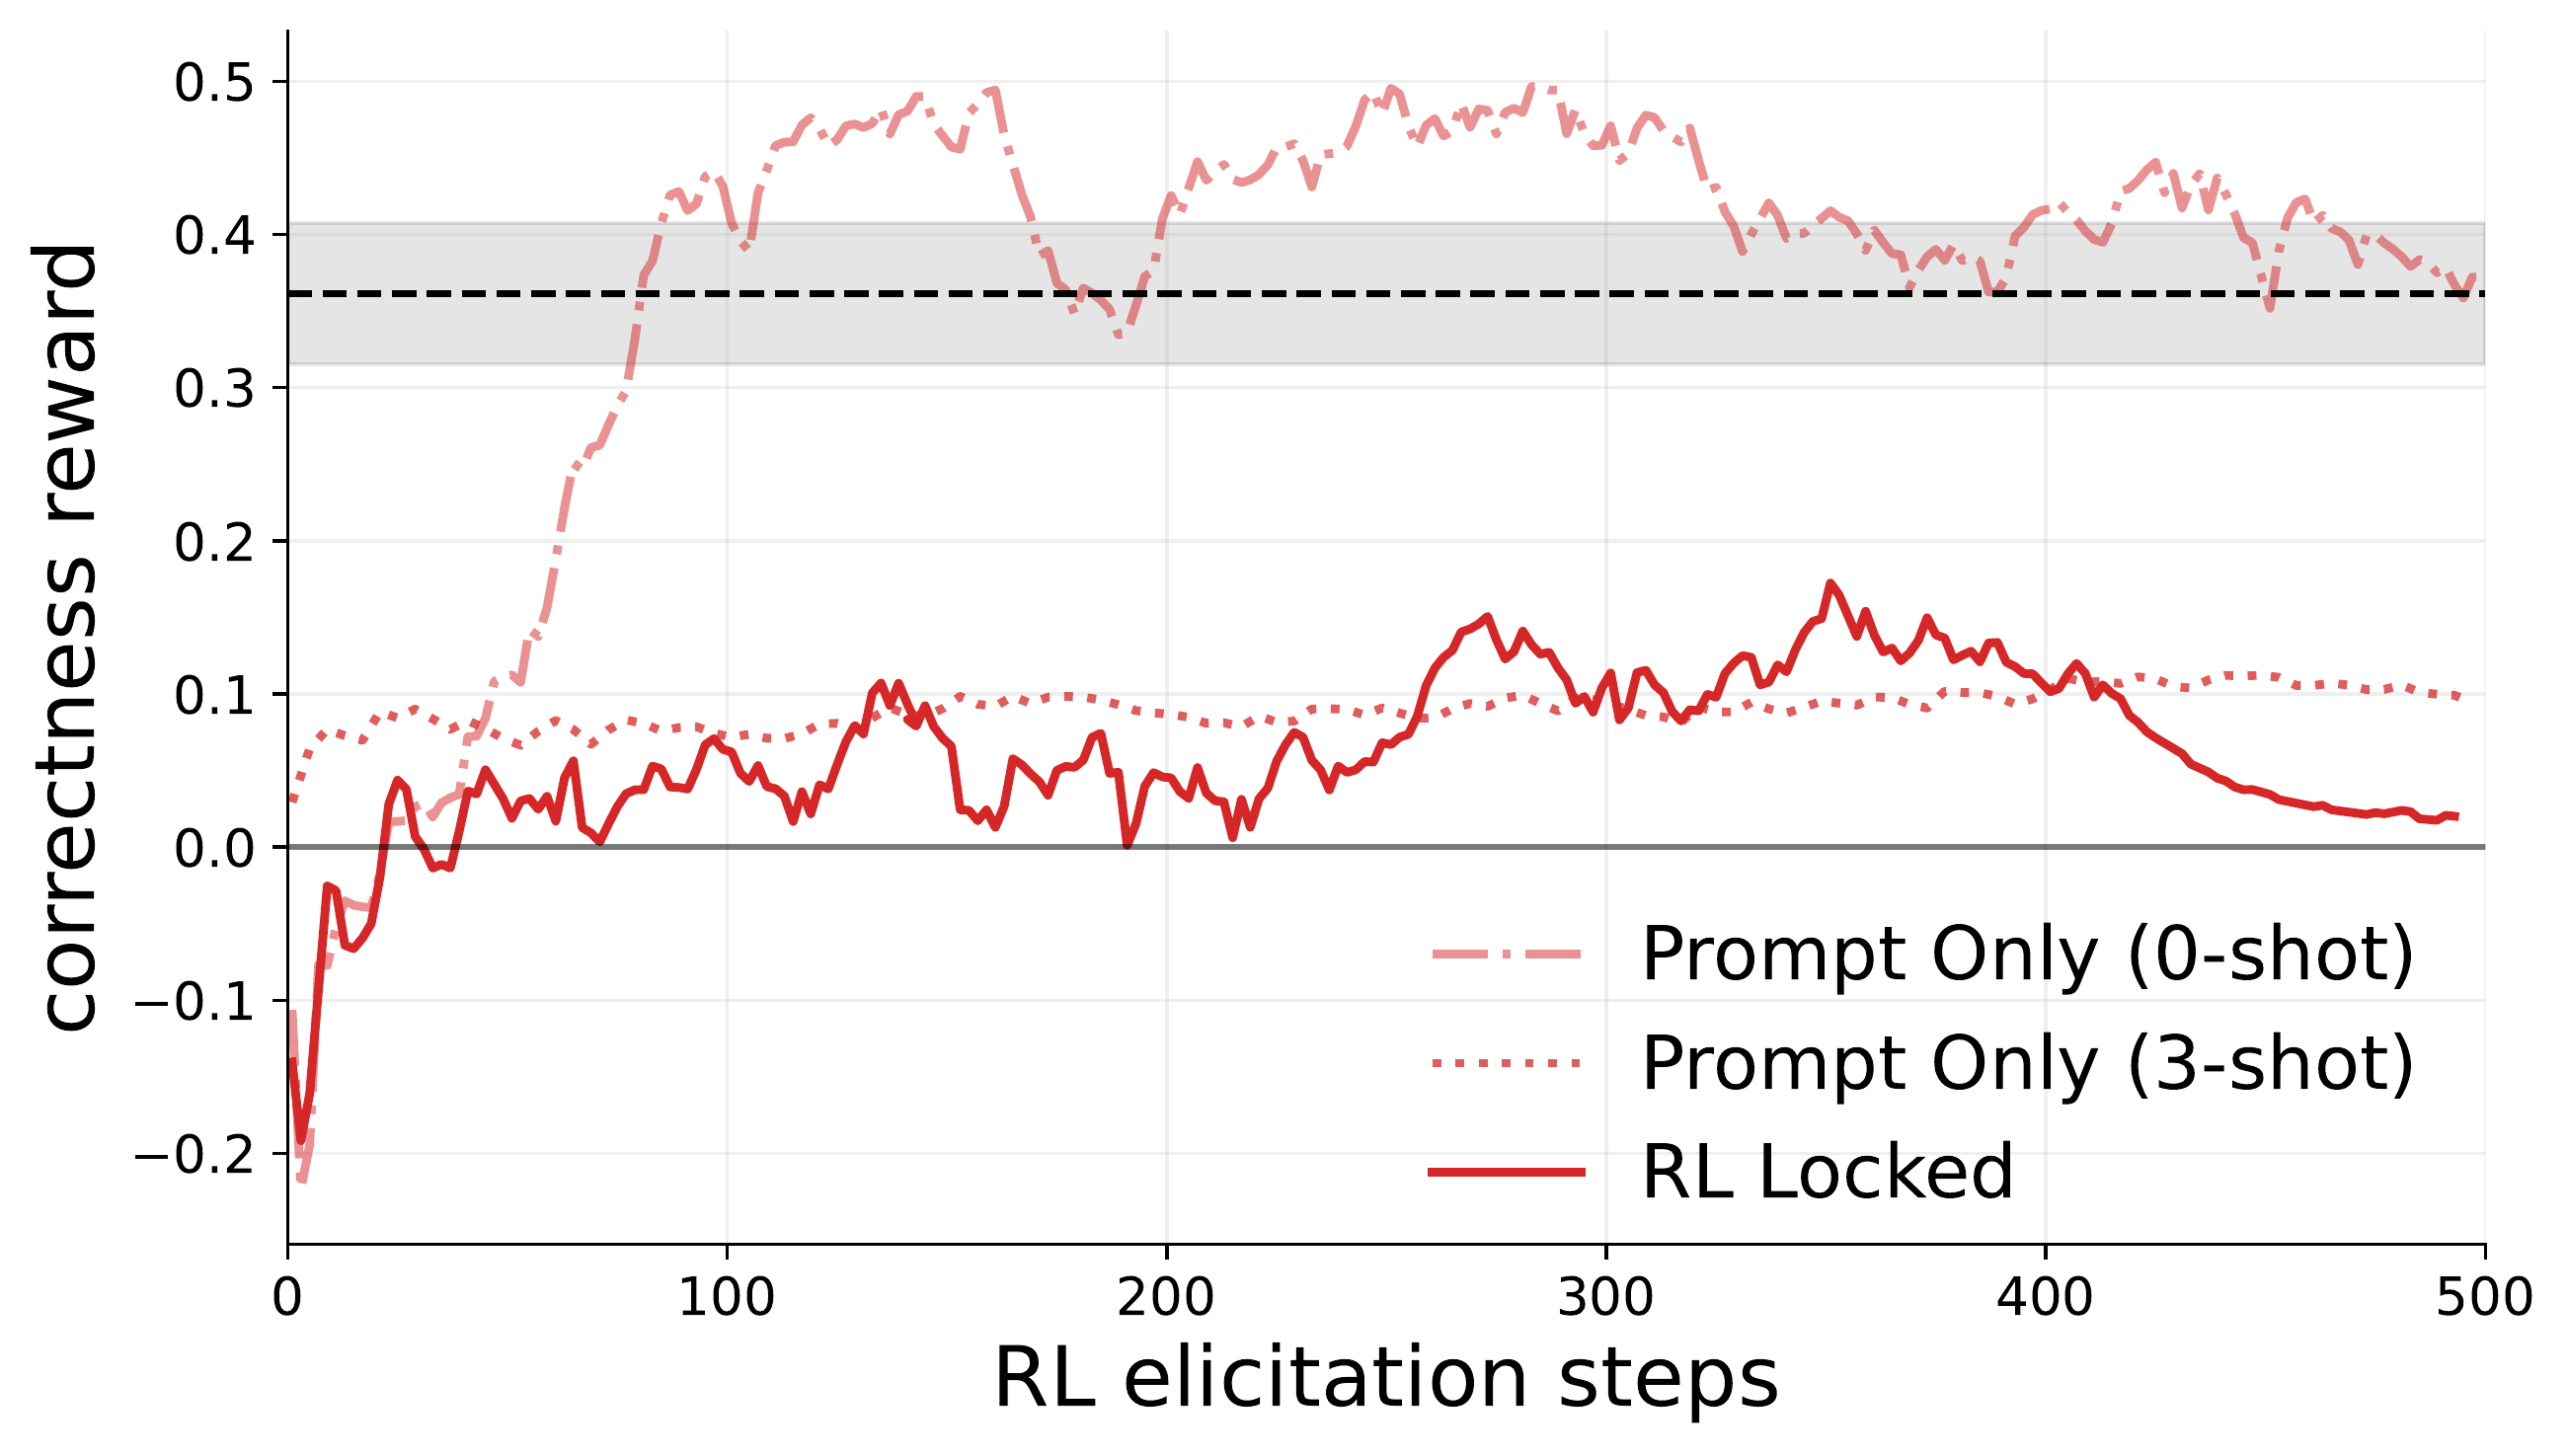 correctness reward
0.5
0.4
0.3
0.2
0.1
0.0
−0.1
−0.2
Prompt Only (0-shot)
Prompt Only (3-shot)
RL Locked
0 100 200 300 400 500
RL elicitation steps